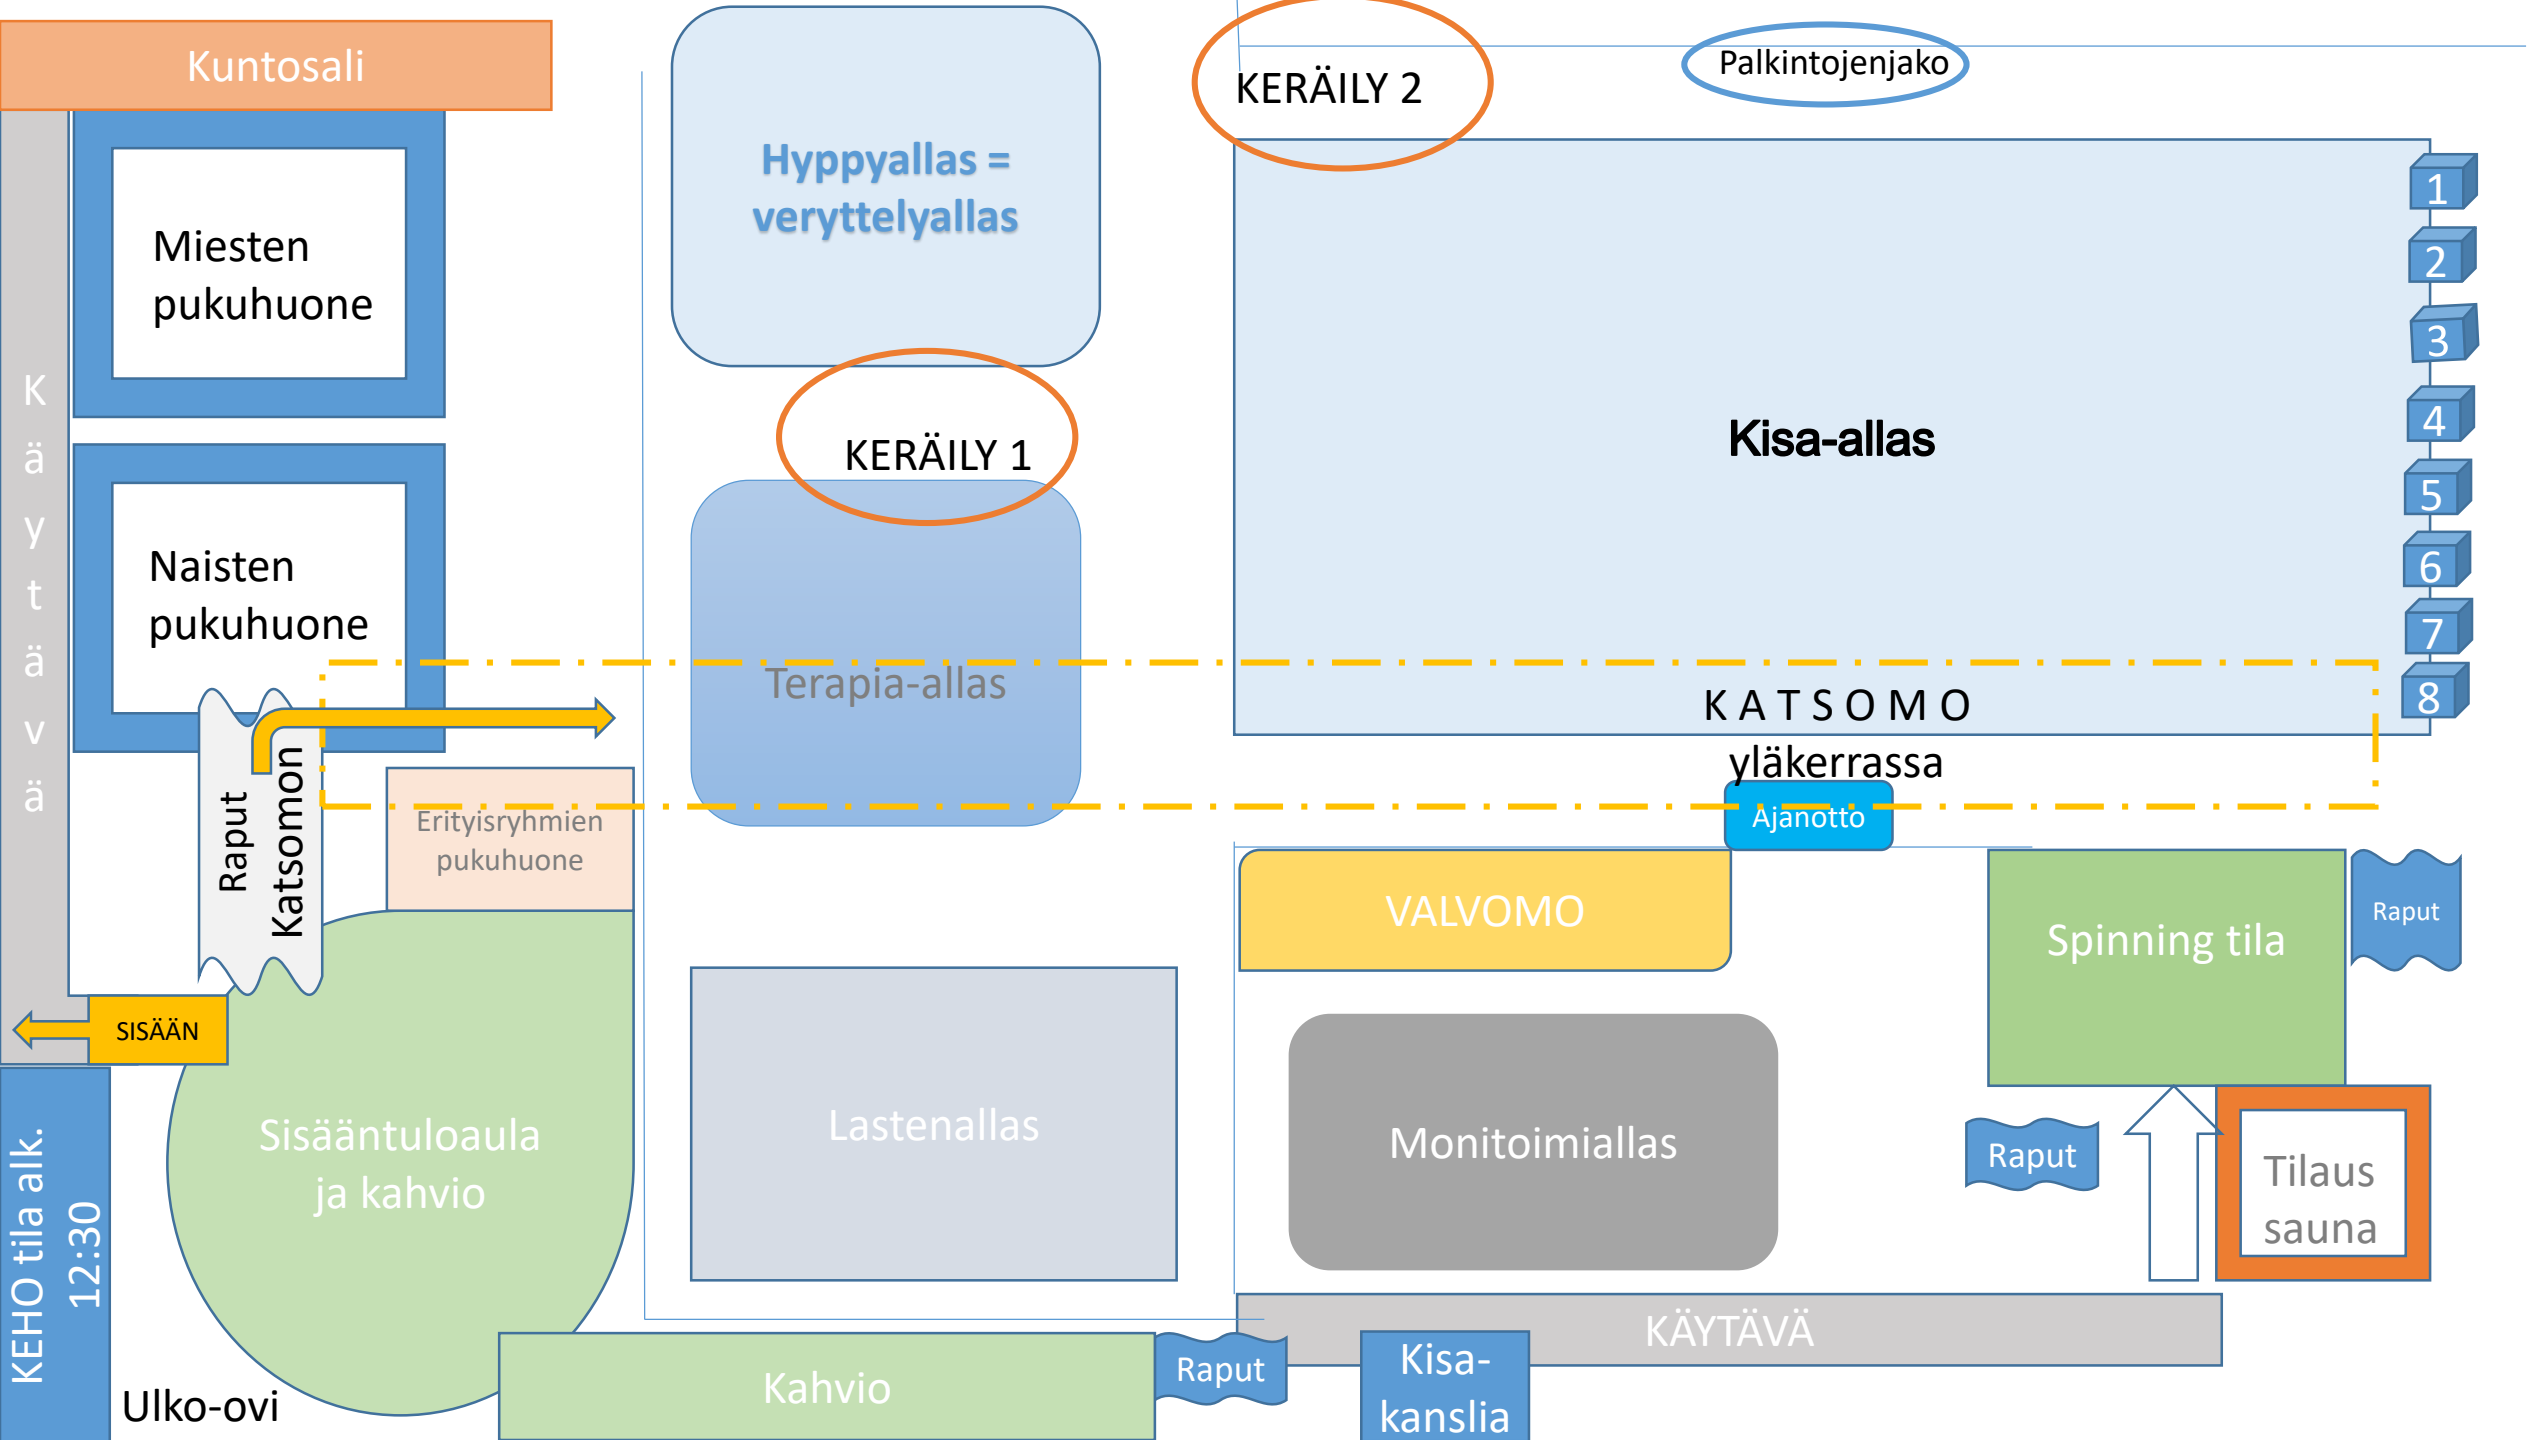 Kuntosali
Hyppyallas =
veryttelyallas
KERÄILY 2
Palkintojenjako
Miesten
pukuhuone
Käytävä
KERÄILY 1
Naisten
pukuhuone
Kisa-allas
1
2
3
4
5
6
7
8
Terapia-allas
K A T S O M O
yläkerrassa
Raput
Katsomon
Erityisryhmien
pukuhuone
Ajanotto
VALVOMO
Spinning tila
Raput
SISÄÄN
Sisääntuloaula
ja kahvio
Lastenallas
Monitoimiallas
Raput
Tilaus
sauna
KEHO tila alk.
12:30
Ulko-ovi
Kahvio
Raput
KÄYTÄVÄ
Kisa-
kanslia